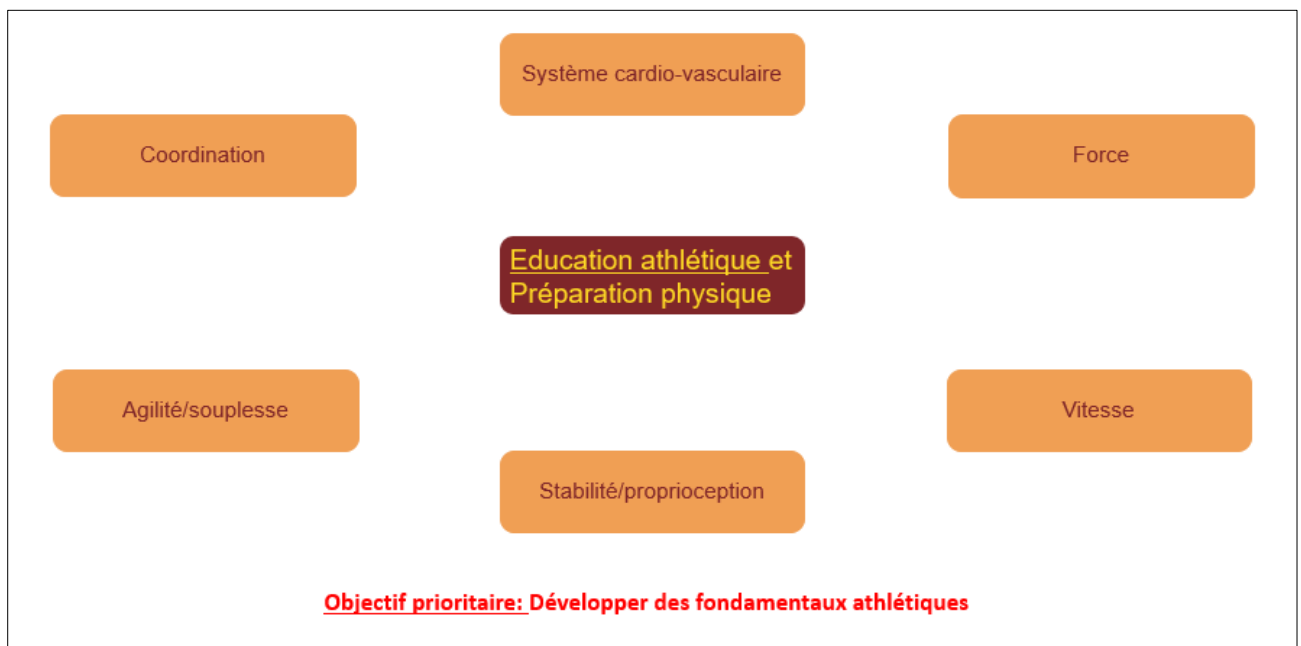 Système cardio-vasculaire
Coordination
Force
Education athlétique et
Préparation physique
Agilité/souplesse
Vitesse
Stabilité/proprioception
Objectif prioritaire: Développer des fondamentaux athlétiques